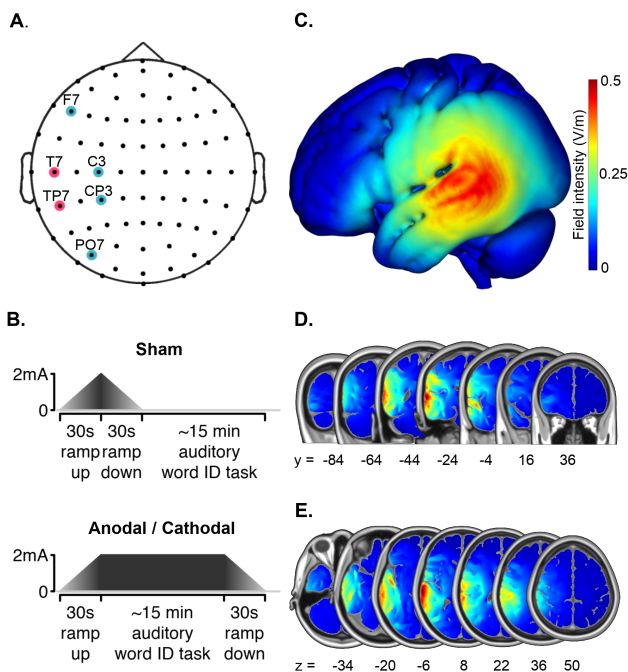 A.
F7
T7
C3
TP7
CP3
PO7
B.
Sham
2mA
0
30s 30s ~15 min
ramp ramp auditory
up down word ID task
Anodal / Cathodal
2mA
0
30s ~15 min 30s
ramp auditory ramp
up word ID task down
C.
0.5
0.25
0
Field intensity (V/m)
D.
y = -84 -64 -44 -24 -4 16 36
E.
z = -34 -20 -6 8 22 36 50